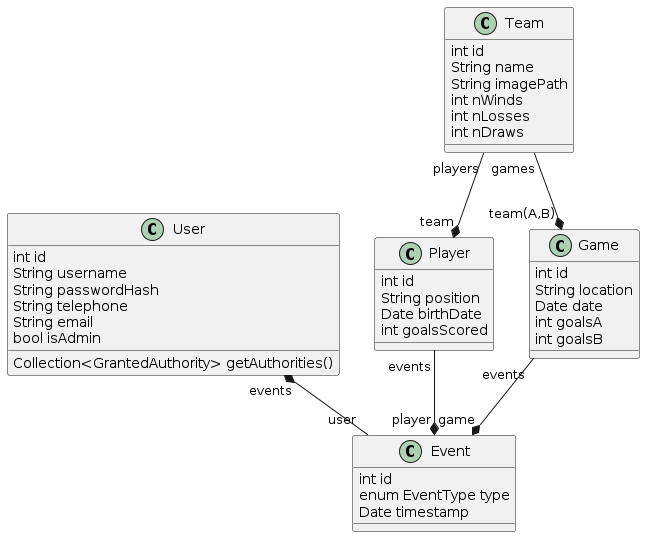 C Team
int id
String name
String imagePath
int nWinds
int nLosses
int nDraws
players games
team team(A,B)
C User
int id
String username
String passwordHash
String telephone
String email
bool isAdmin
Collection<GrantedAuthority> getAuthorities()
C Player
int id
String position
Date birthDate
int goalsScored
C Game
int id
String location
Date date
int goalsA
int goalsB
events
events
events
user player game
C Event
int id
enum EventType type
Date timestamp